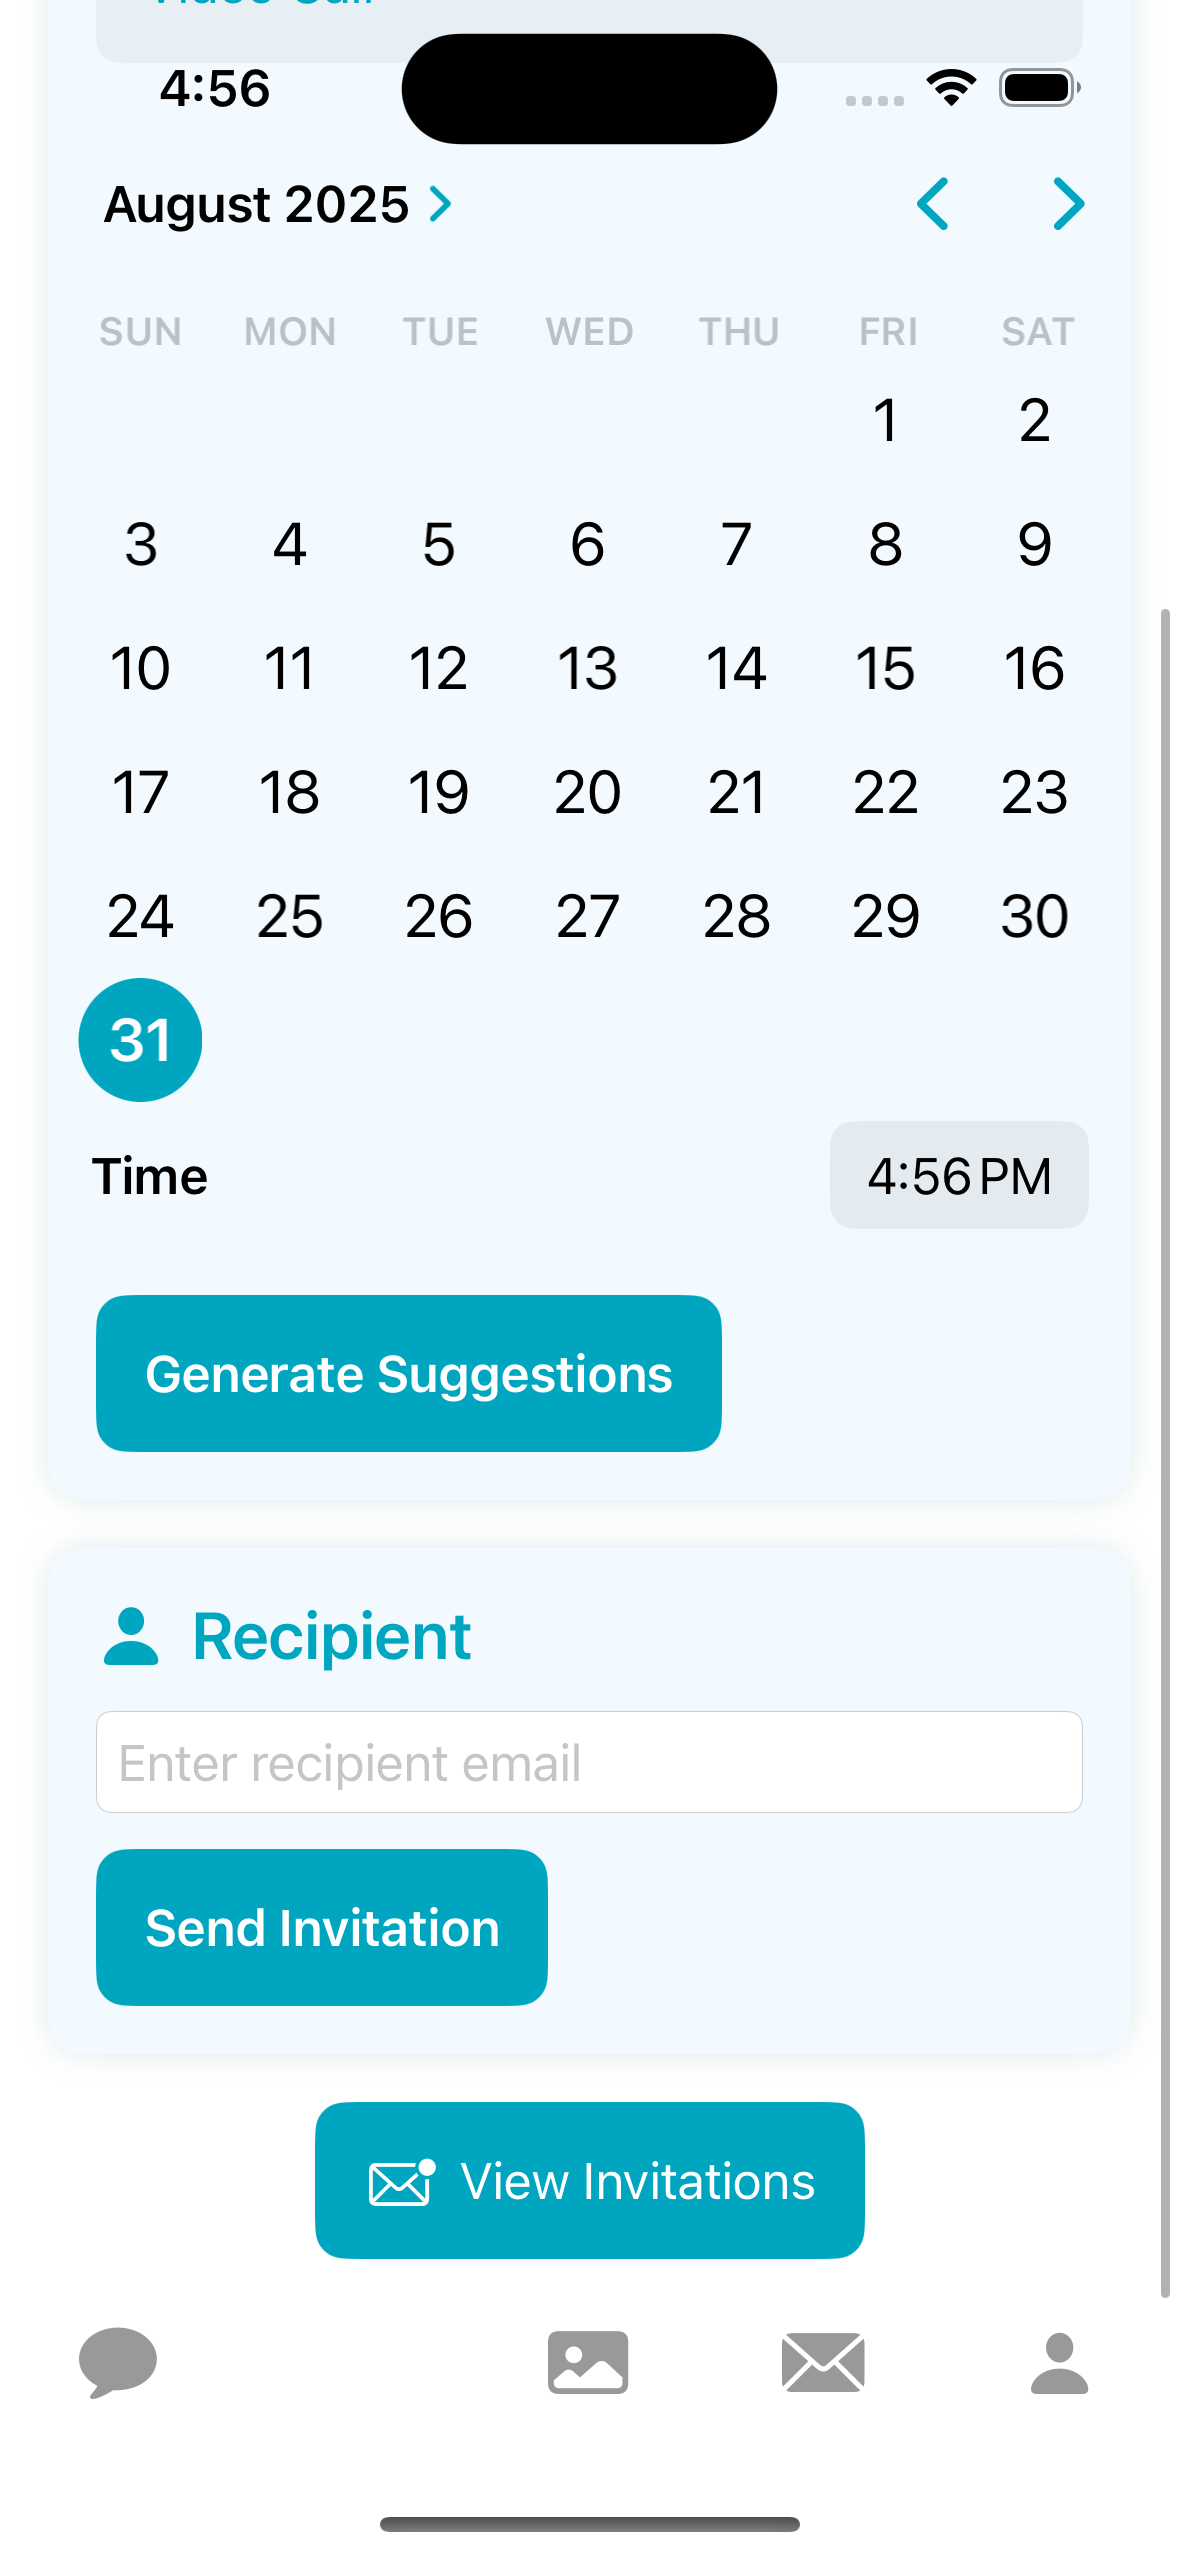 Video Call
4:56
August 2025
SUN MON TUE WED THU FRI SAT
1 2
3 4 5 6 7 8 9
10 11 12 13 14 15 16
17 18 19 20 21 22 23
24 25 26 27 28 29 30
31
Time 4:56 PM
Generate Suggestions
Recipient
Enter recipient email
Send Invitation
View Invitations